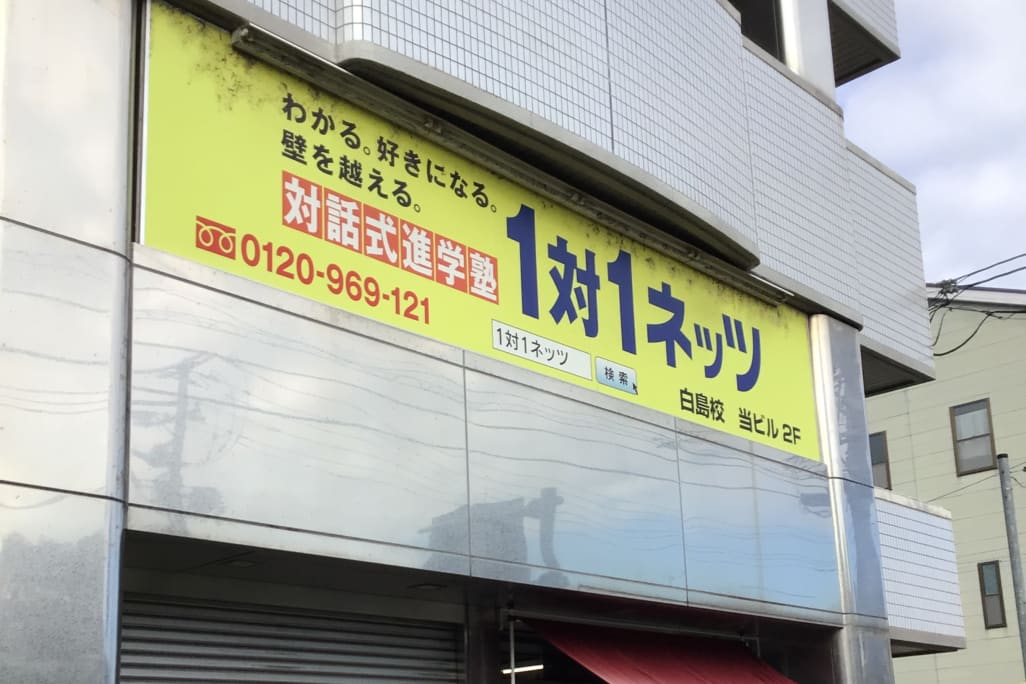 わかる。好きになる。
壁を越える。
対話式進学塾
0120-969-121
1対1ネッツ
1対1ネッツ 検索
白島校 当ビル2F